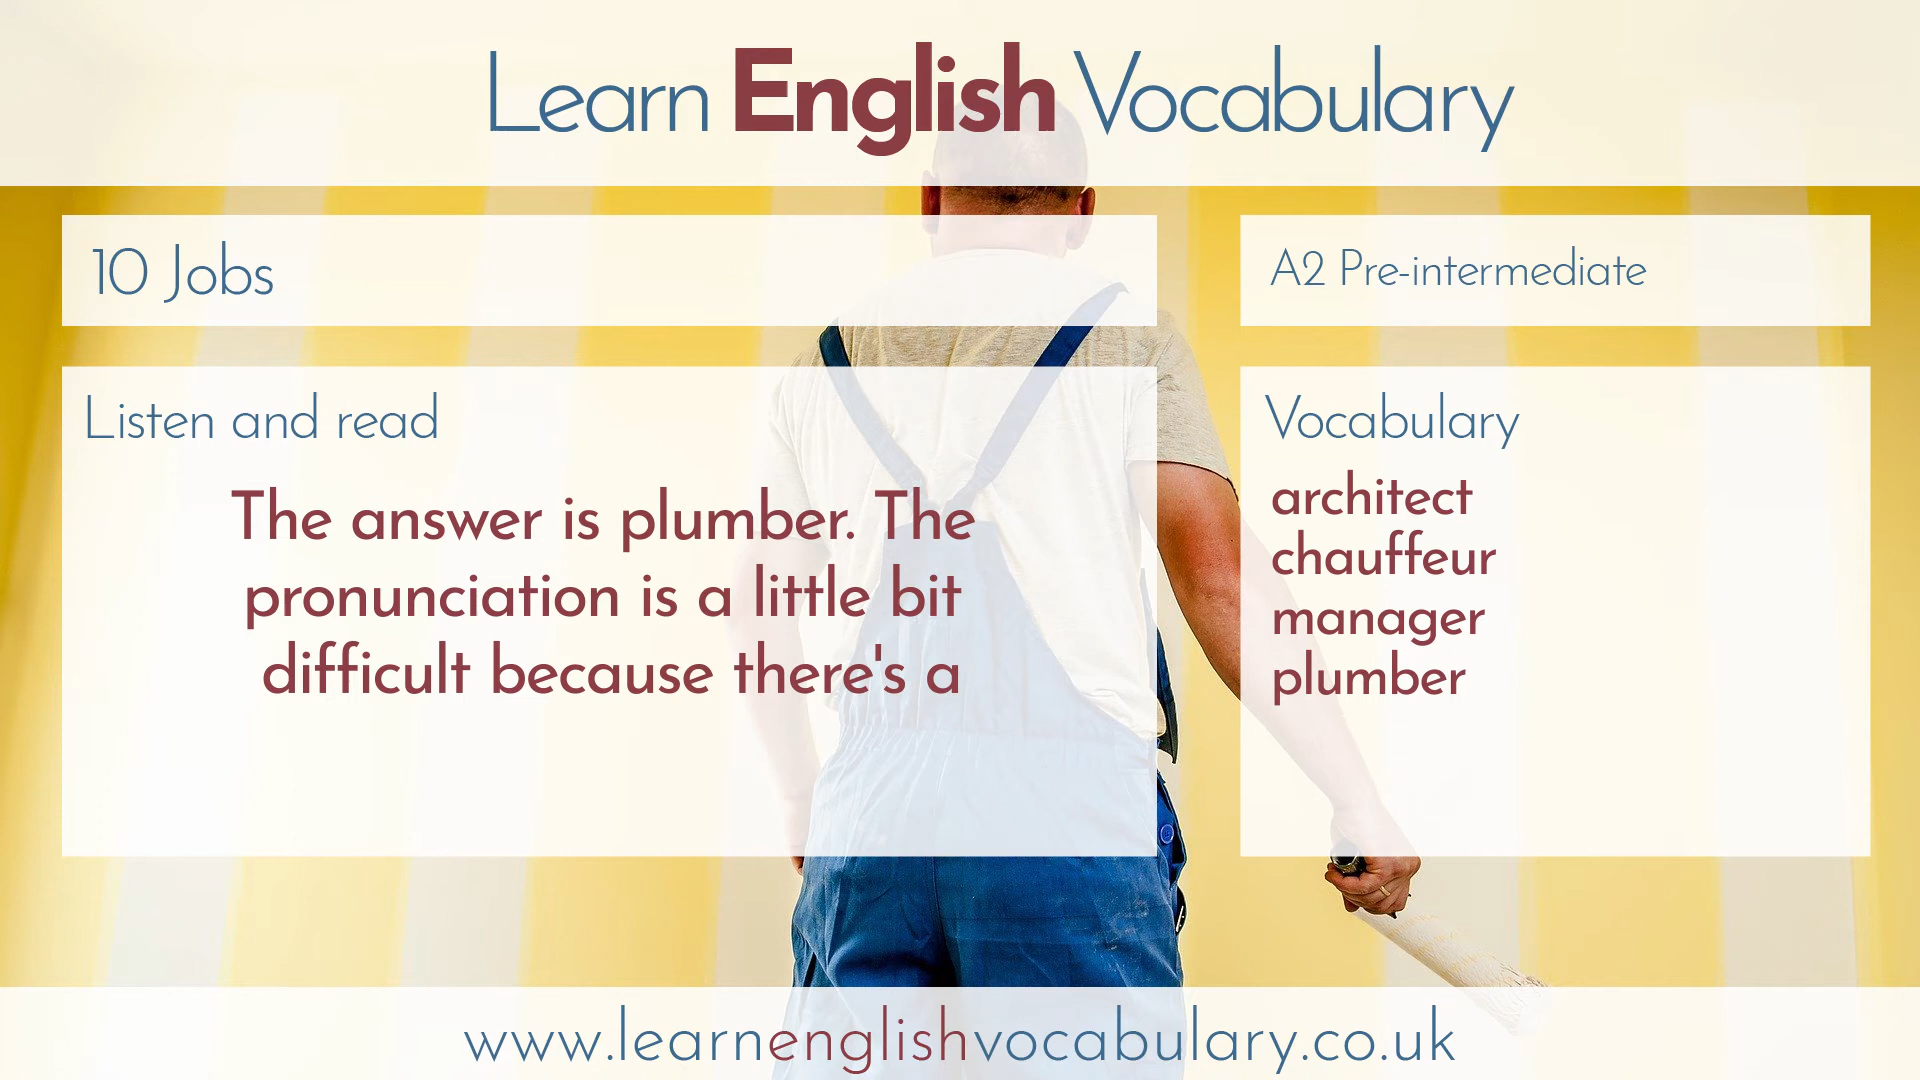 Learn English Vocabulary
10 Jobs
A2 Pre-intermediate
Listen and read
The answer is plumber. The
pronunciation is a little bit
difficult because there's a
Vocabulary
architect
chauffeur
manager
plumber
www.learnenglishvocabulary.co.uk